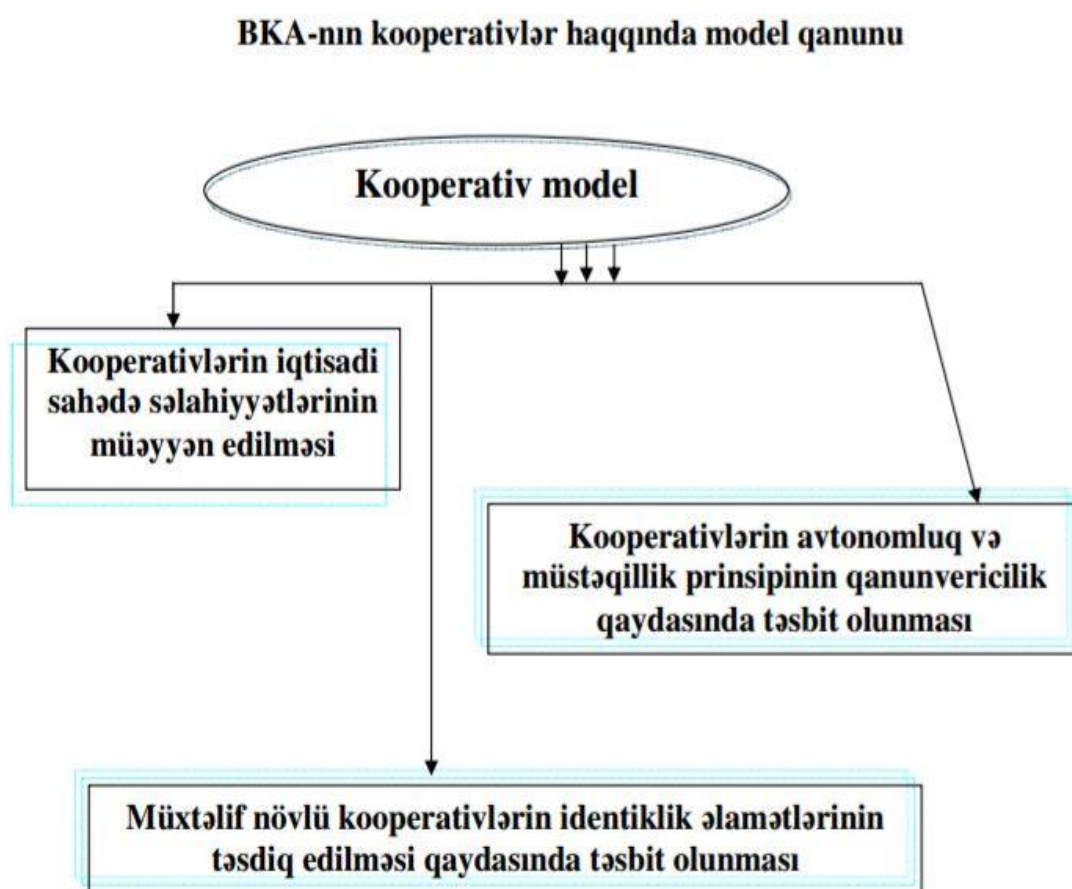 BKA-nın kooperativlər haqqında model qanunu
Kooperativ model
Kooperativlərin iqtisadi
sahədə səlahiyyətlərinin
müəyyən edilməsi
Kooperativlərin avtonomluq və
müstəqillik prinsipinin qanunvericilik
qaydasında təsbit olunması
Müxtəlif növlü kooperativlərin identiklik əlamətlərinin
təsdiq edilməsi qaydasında təsbit olunması